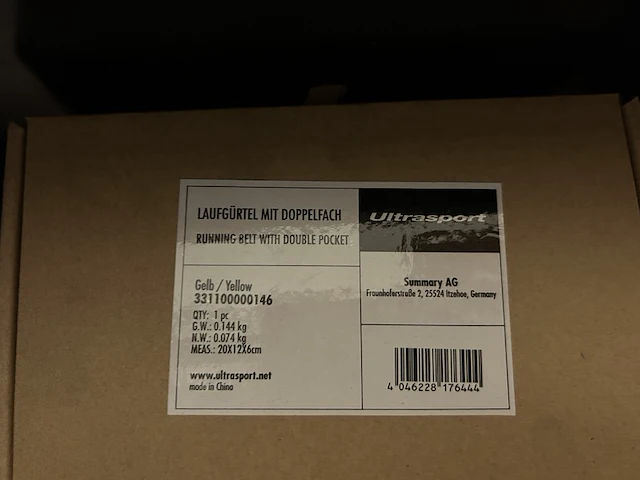 LAUFGÜRTEL MIT DOPPELFACH
RUNNING BELT WITH DOUBLE POCKET
Ultrasport
Gelb / Yellow
331100000146
QTY: 1 pc
G.W.: 0.144 kg
N.W.: 0.074 kg
MEAS.: 20X12X6cm
www.ultrasport.net
made in China
Summary AG
Fraunhoferstraße 2, 25524 Itzehoe, Germany
4 046228 176444